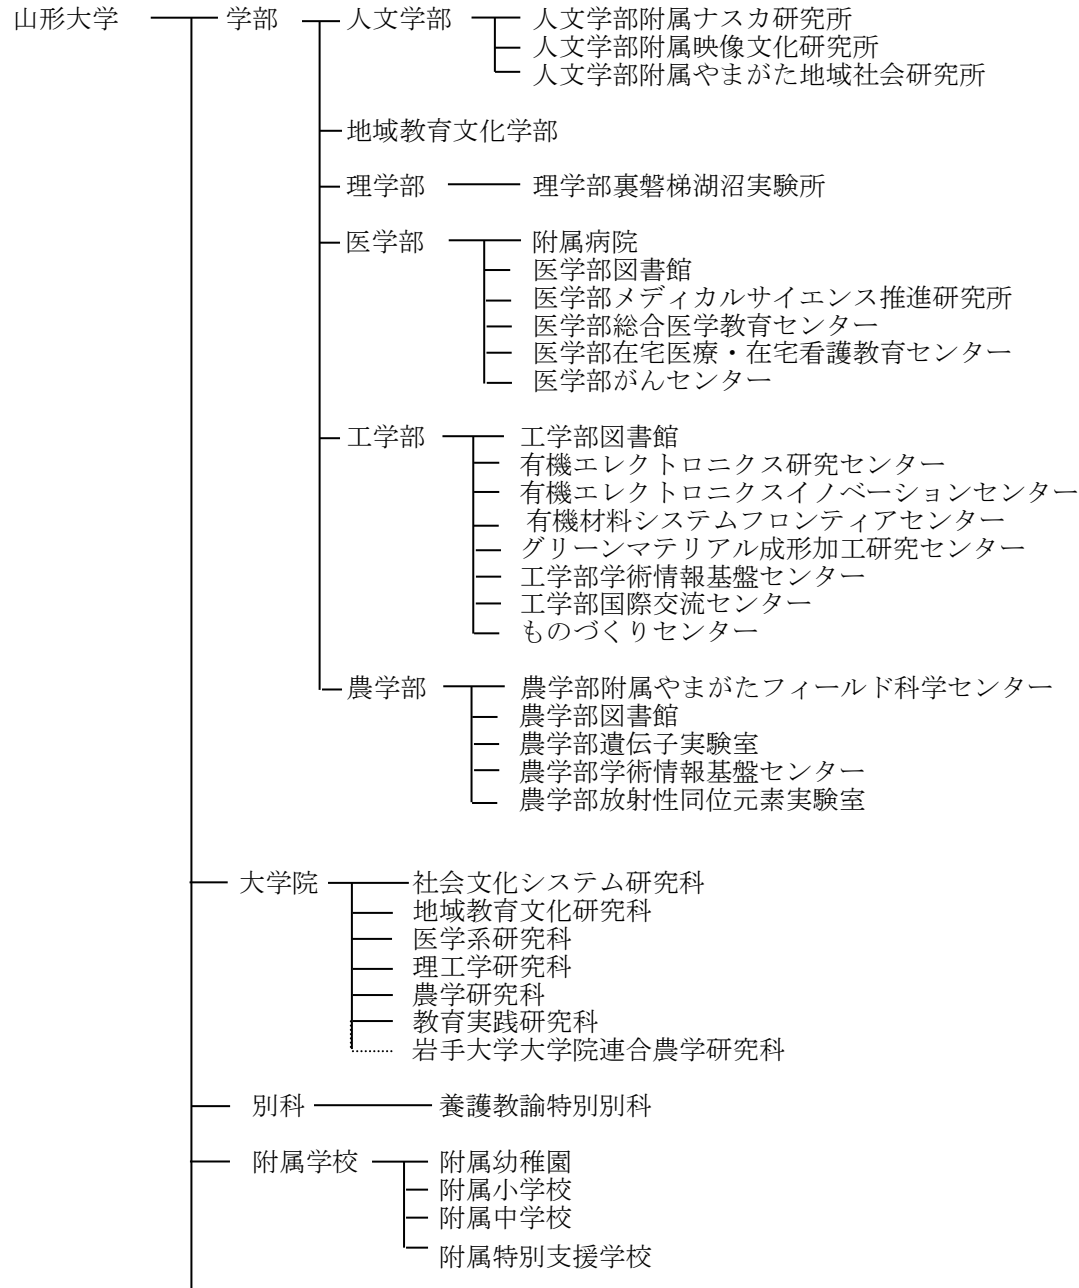 山形大学 学部 人文学部 人文学部附属ナスカ研究所
人文学部附属映像文化研究所
人文学部附属やまがた地域社会研究所
地域教育文化学部
理学部 理学部裏磐梯湖沼実験所
医学部 附属病院
医学部図書館
医学部メディカルサイエンス推進研究所
医学部総合医学教育センター
医学部在宅医療・在宅看護教育センター
医学部がんセンター
工学部 工学部図書館
有機エレクトロニクス研究センター
有機エレクトロニクスイノベーションセンター
有機材料システムフロンティアセンター
グリーンマテリアル成形加工研究センター
工学部学術情報基盤センター
工学部国際交流センター
ものづくりセンター
農学部 農学部附属やまがたフィールド科学センター
農学部図書館
農学部遺伝子実験室
農学部学術情報基盤センター
農学部放射性同位元素実験室
大学院 社会文化システム研究科
地域教育文化研究科
医学系研究科
理工学研究科
農学研究科
教育実践研究科
岩手大学大学院連合農学研究科
別科 養護教諭特別別科
附属学校 附属幼稚園
附属小学校
附属中学校
附属特別支援学校